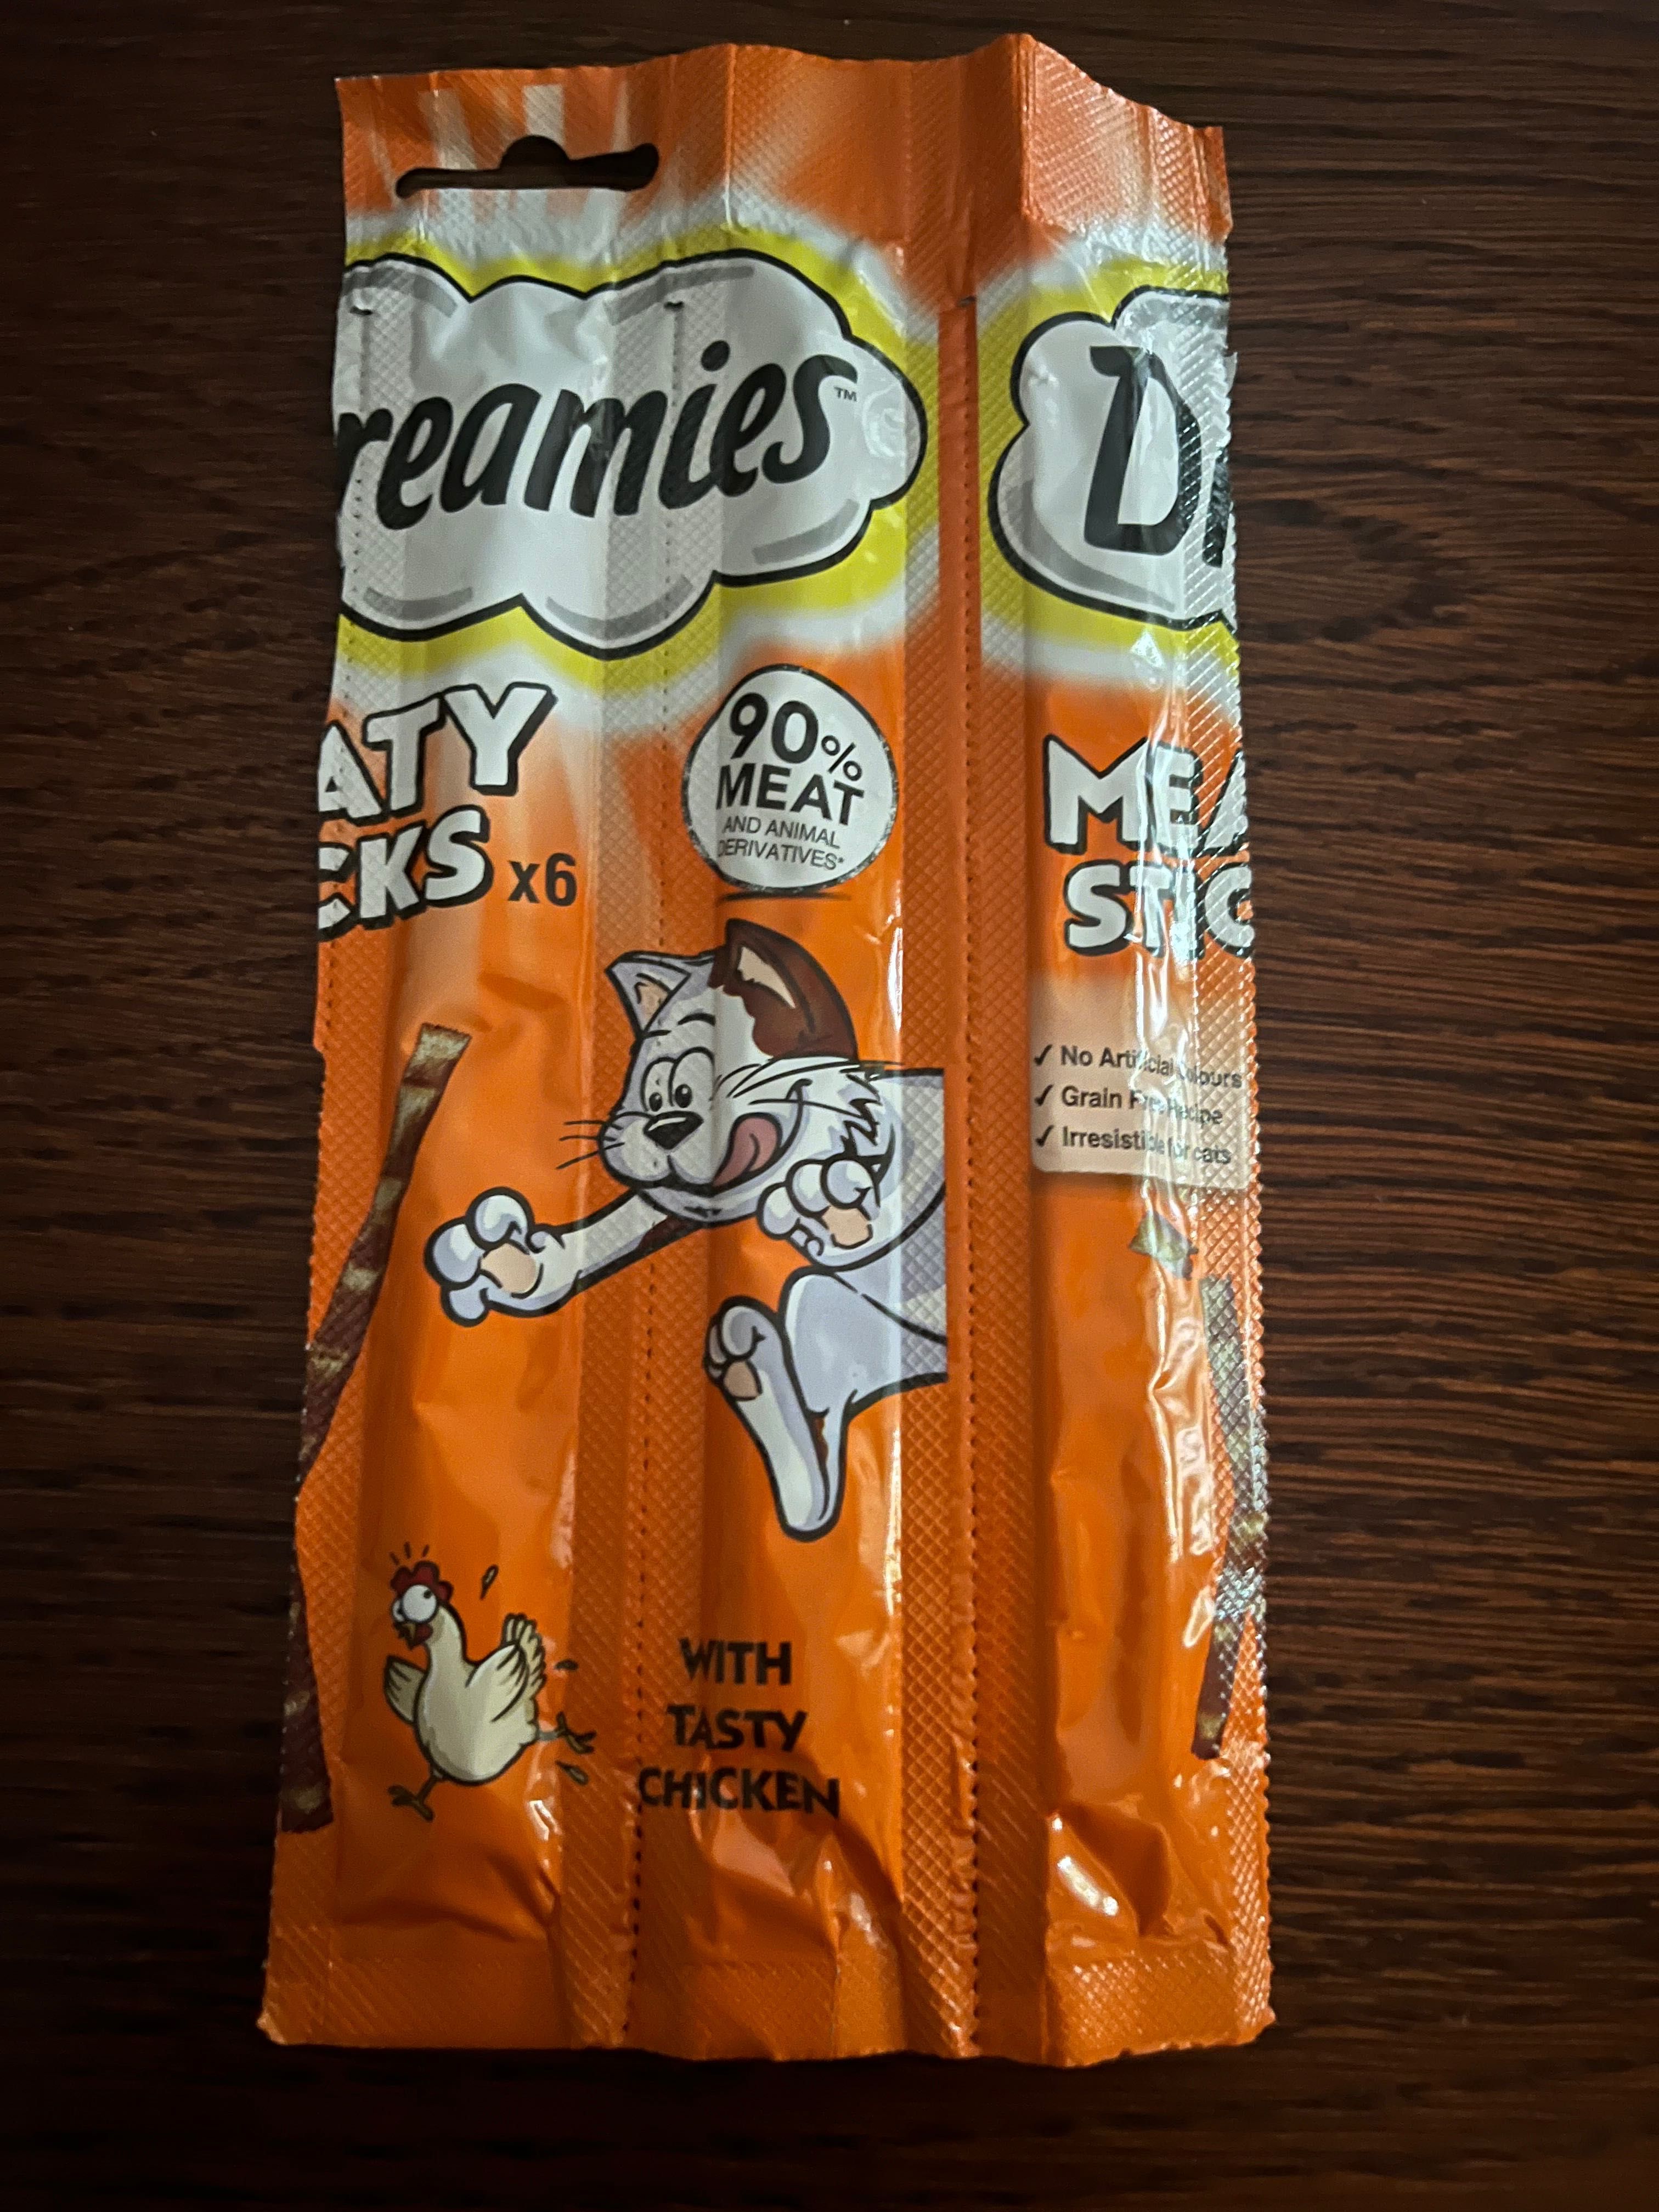 reamies™
ATY
CKS x6
90%
MEAT
AND ANIMAL
DERIVATIVES*
WITH
TASTY
CHICKEN
D
MEA
STIC
✓ No Artificial Colours
✓ Grain Free Recipe
✓ Irresistible for cats